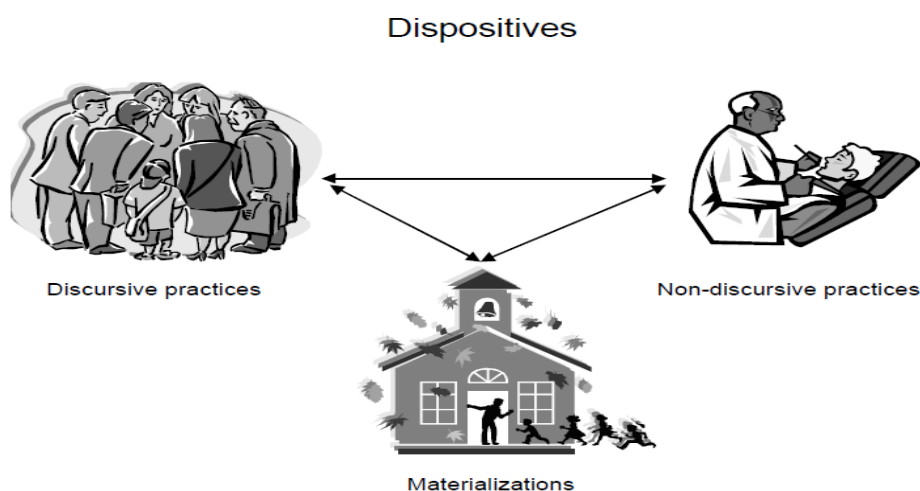 Dispositives
Discursive practices
Non-discursive practices
Materializations